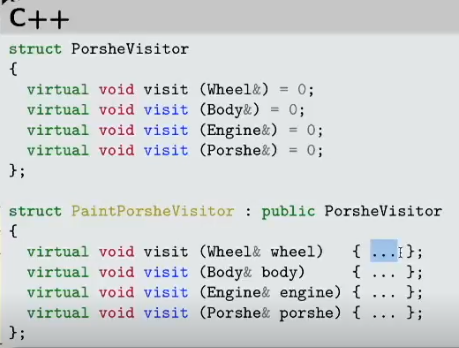 C++
struct PorsheVisitor
{
virtual void visit (Wheel&) = 0;
virtual void visit (Body&) = 0;
virtual void visit (Engine&) = 0;
virtual void visit (Porshe&) = 0;
};
struct PaintPorsheVisitor : public PorsheVisitor
{
virtual void visit (Wheel& wheel) { ... };
virtual void visit (Body& body) { ... };
virtual void visit (Engine& engine) { ... };
virtual void visit (Porshe& porshe) { ... };
};